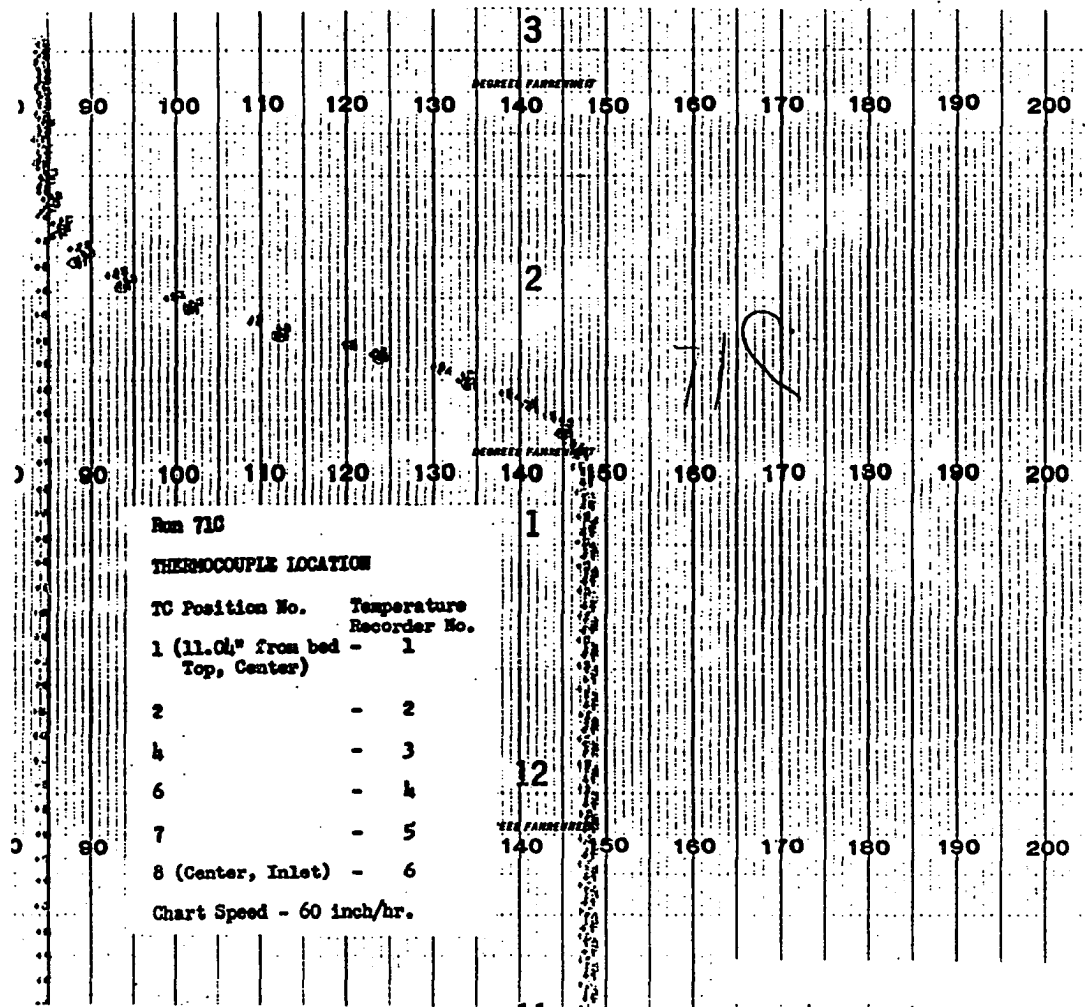 3
DEGREES FAHRENHEIT
90 100 110 120 130 140 150 160 170 180 190 200
2
DEGREES FAHRENHEIT
90 100 110 120 130 140 150 160 170 180 190 200
1
Run 71C
THERMOCOUPLE LOCATION
TC Position No. Temperature
Recorder No.
1 (11.04" from bed - 1
Top, Center)
2 - 2
4 - 3
6 - 4
7 - 5
8 (Center, Inlet) - 6
Chart Speed - 60 inch/hr.
12
FAHRENHEIT
90 140 150 160 170 180 190 200